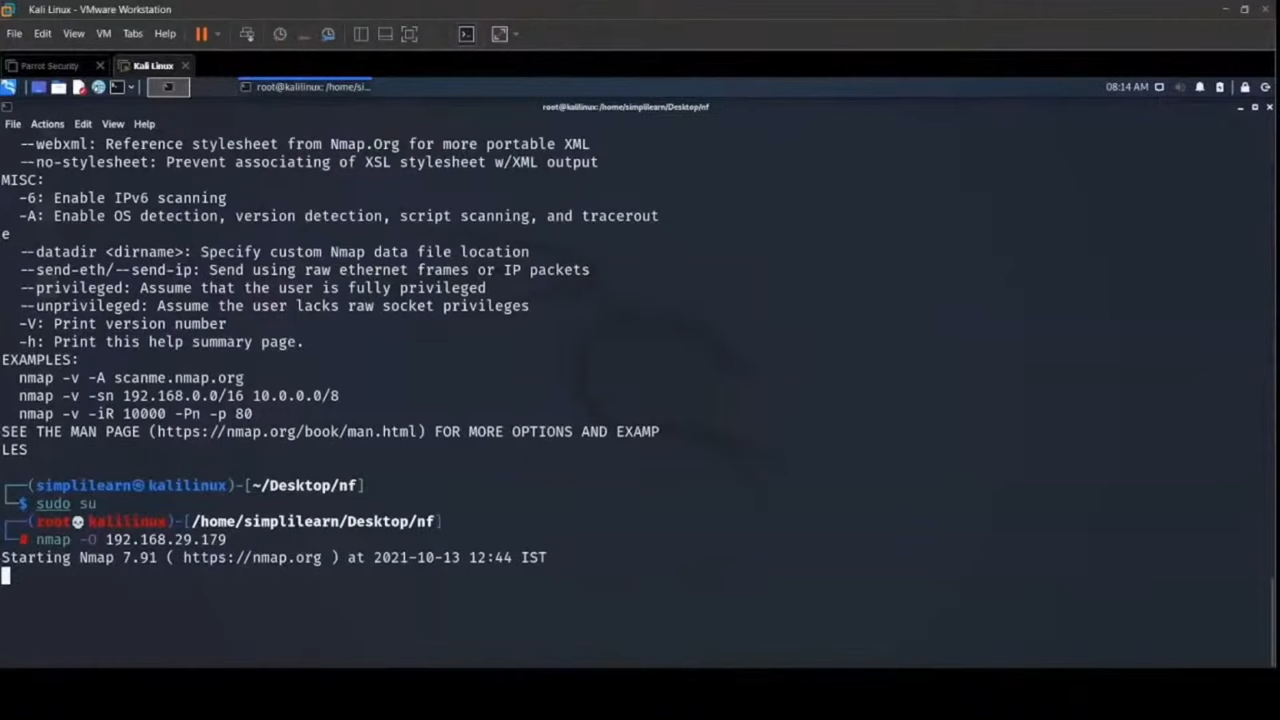 Kali Linux - VMware Workstation
File Edit View VM Tabs Help
Parrot Security Kali Linux
root@kalilinux: /home/si... 08:14 AM
root@kalilinux: /home/simplilearn/Desktop/nf
File Actions Edit View Help
--webxml: Reference stylesheet from Nmap.Org for more portable XML
--no-stylesheet: Prevent associating of XSL stylesheet w/XML output
MISC:
-6: Enable IPv6 scanning
-A: Enable OS detection, version detection, script scanning, and tracerout
e
--datadir <dirname>: Specify custom Nmap data file location
--send-eth/--send-ip: Send using raw ethernet frames or IP packets
--privileged: Assume that the user is fully privileged
--unprivileged: Assume the user lacks raw socket privileges
-V: Print version number
-h: Print this help summary page.
EXAMPLES:
nmap -v -A scanme.nmap.org
nmap -v -sn 192.168.0.0/16 10.0.0.0/8
nmap -v -iR 10000 -Pn -p 80
SEE THE MAN PAGE (https://nmap.org/book/man.html) FOR MORE OPTIONS AND EXAMP
LES
(simplilearn㉿kalilinux)-[~/Desktop/nf]
$ sudo su
(root💀kalilinux)-[/home/simplilearn/Desktop/nf]
# nmap -O 192.168.29.179
Starting Nmap 7.91 ( https://nmap.org ) at 2021-10-13 12:44 IST